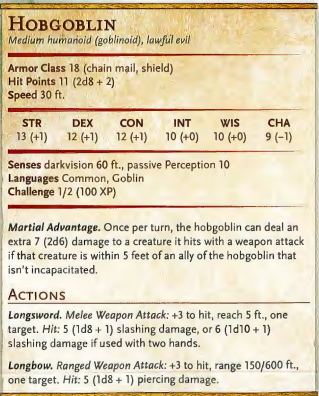 HOBGOBLIN
Medium humanoid (goblinoid), lawful evil
Armor Class 18 (chain mail, shield)
Hit Points 11 (2d8 + 2)
Speed 30 ft.
STR DEX CON INT WIS CHA
13 (+1) 12 (+1) 12 (+1) 10 (+0) 10 (+0) 9 (−1)
Senses darkvision 60 ft., passive Perception 10
Languages Common, Goblin
Challenge 1/2 (100 XP)
Martial Advantage. Once per turn, the hobgoblin can deal an
extra 7 (2d6) damage to a creature it hits with a weapon attack
if that creature is within 5 feet of an ally of the hobgoblin that
isn't incapacitated.
ACTIONS
Longsword. Melee Weapon Attack: +3 to hit, reach 5 ft., one
target. Hit: 5 (1d8 + 1) slashing damage, or 6 (1d10 + 1)
slashing damage if used with two hands.
Longbow. Ranged Weapon Attack: +3 to hit, range 150/600 ft.,
one target. Hit: 5 (1d8 + 1) piercing damage.